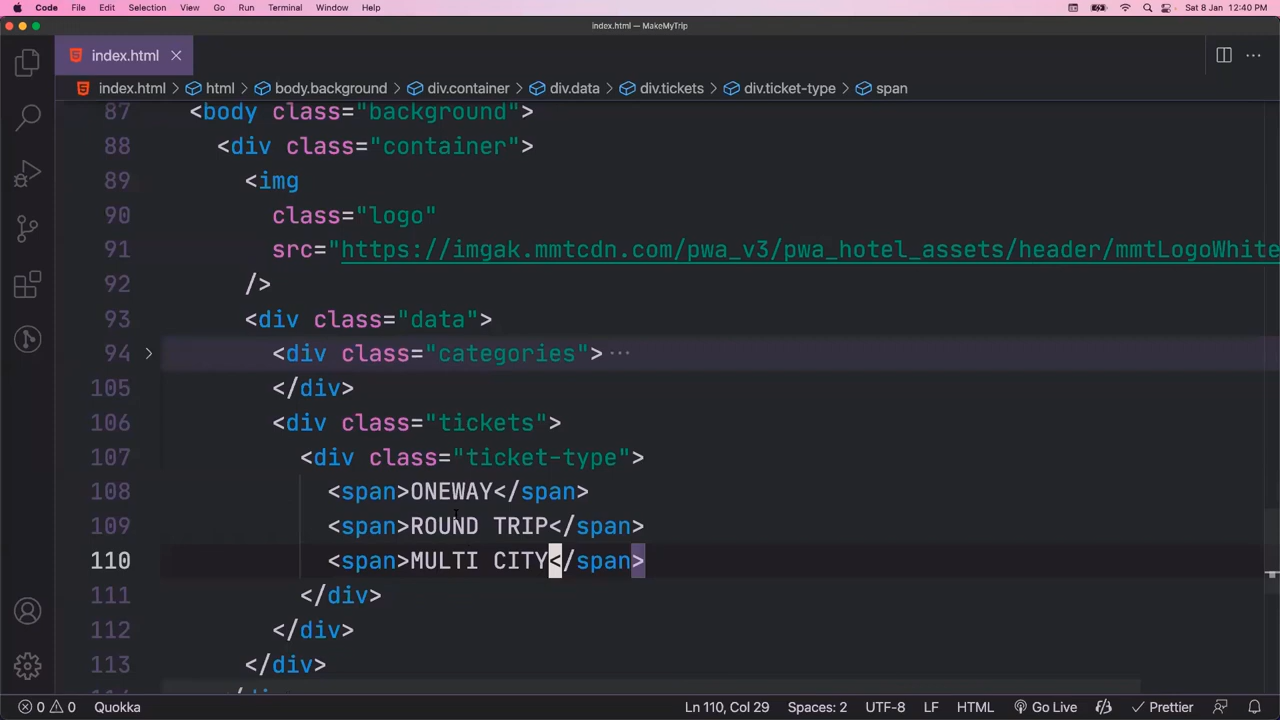 Code File Edit Selection View Go Run Terminal Window Help Sat 8 Jan 12:40 PM
index.html — MakeMyTrip
index.html
index.html html body.background div.container div.data div.tickets div.ticket-type span
87 <body class="background">
88 <div class="container">
89 <img
90 class="logo"
91 src="https://imgak.mmtcdn.com/pwa_v3/pwa_hotel_assets/header/mmtLogoWhite
92 />
93 <div class="data">
94 <div class="categories"> ···
105 </div>
106 <div class="tickets">
107 <div class="ticket-type">
108 <span>ONEWAY</span>
109 <span>ROUND TRIP</span>
110 <span>MULTI CITY</span>
111 </div>
112 </div>
113 </div>
0 0 Quokka Ln 110, Col 29 Spaces: 2 UTF-8 LF HTML Go Live Prettier